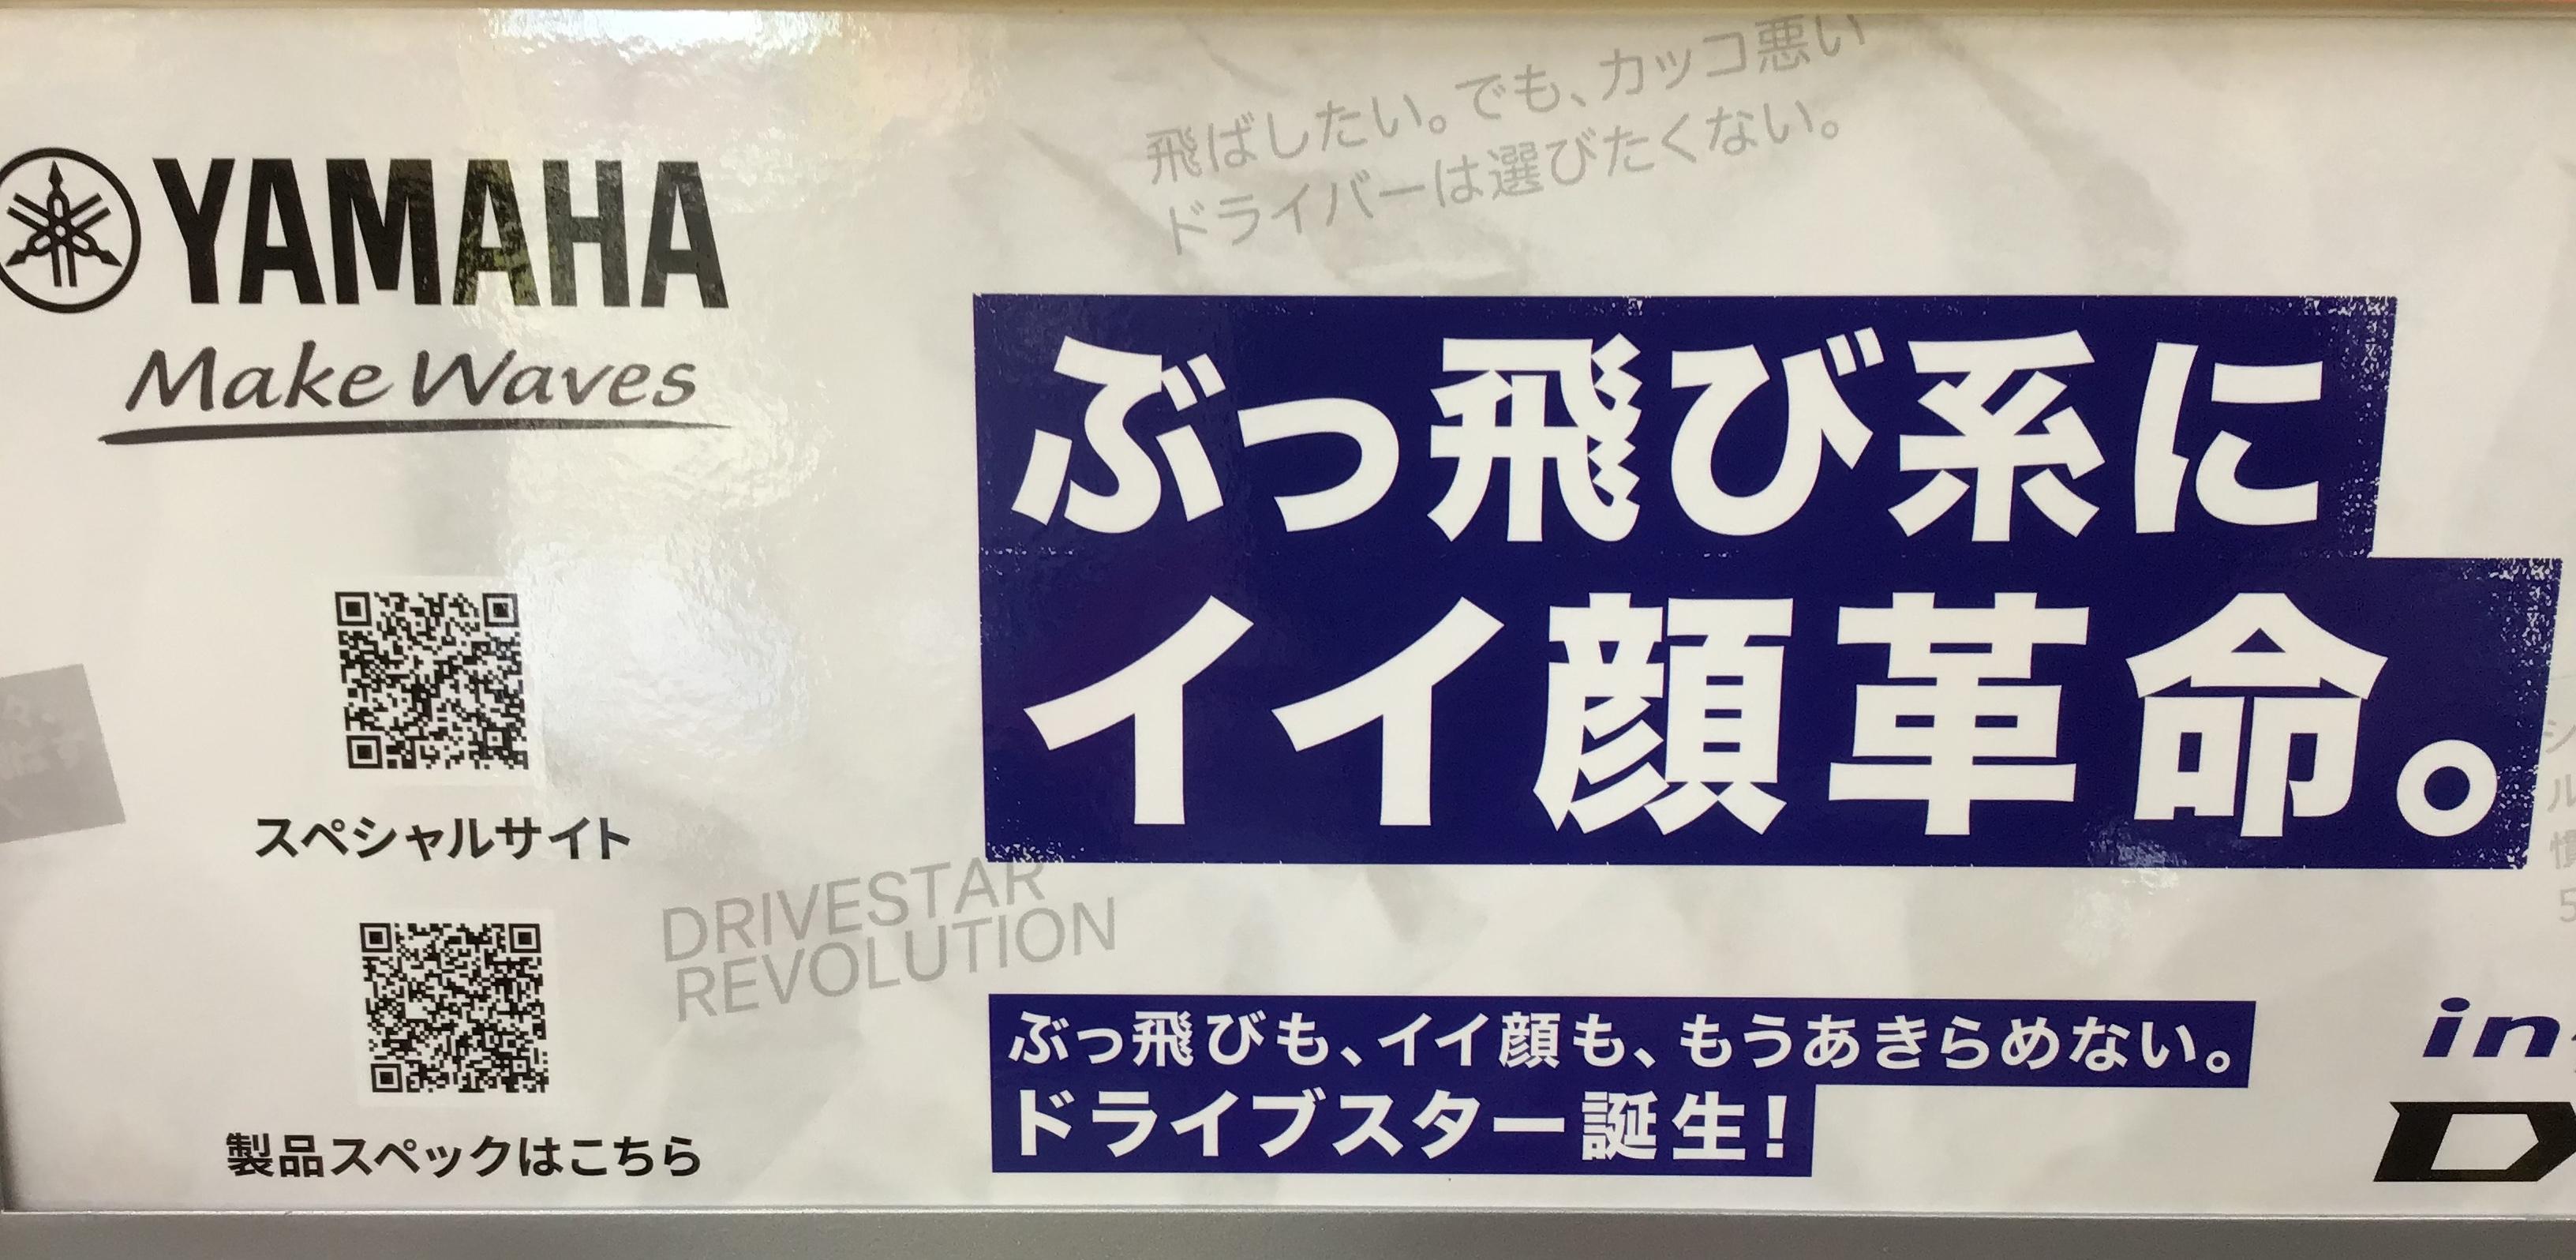 YAMAHA
Make Waves
スペシャルサイト
製品スペックはこちら
飛ばしたい。でも、カッコ悪い
ドライバーは選びたくない。
ぶっ飛び系に
イイ顔革命。
DRIVESTAR
REVOLUTION
ぶっ飛びも、イイ顔も、もうあきらめない。
ドライブスター誕生!